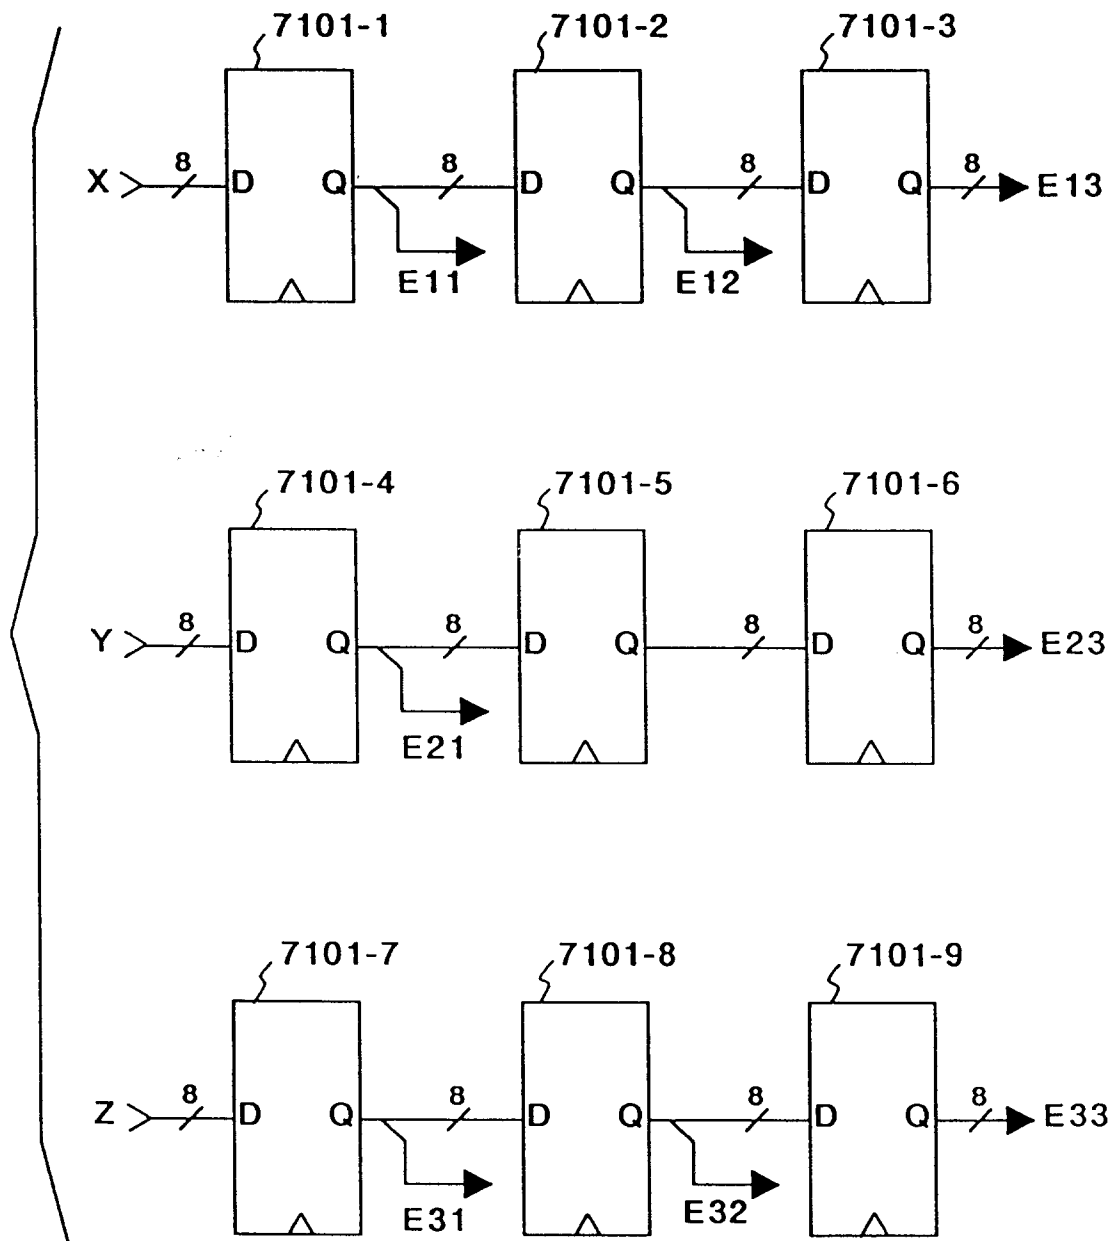 7101-1 7101-2 7101-3
8 8 8 8
X D Q D Q D Q E13
E11 E12
7101-4 7101-5 7101-6
8 8 8 8
Y D Q D Q D Q E23
E21
7101-7 7101-8 7101-9
8 8 8 8
Z D Q D Q D Q E33
E31 E32